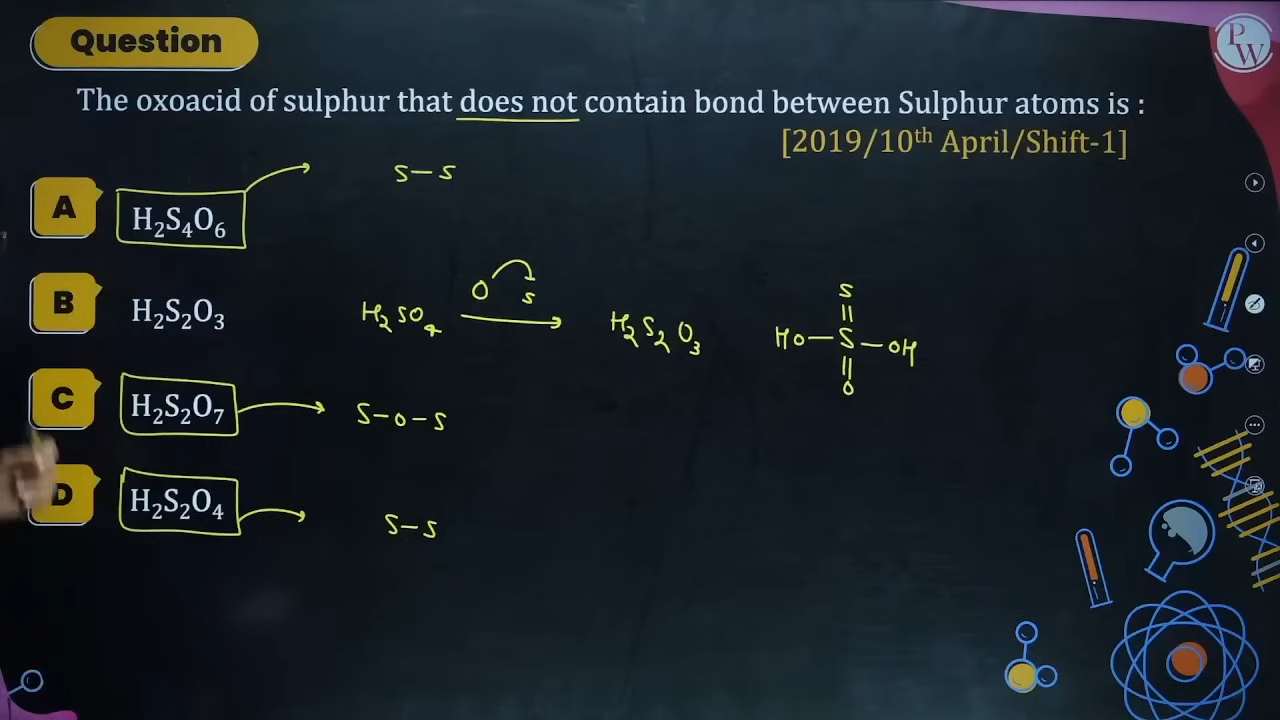 Question
PW
The oxoacid of sulphur that does not contain bond between Sulphur atoms is :
[2019/10th April/Shift-1]
A
H₂S₄O₆
S—S
B
H₂S₂O₃
H₂SO₄
O
S
H₂S₂O₃
S
HO—S—OH
O
C
H₂S₂O₇
S-O-S
D
H₂S₂O₄
S-S